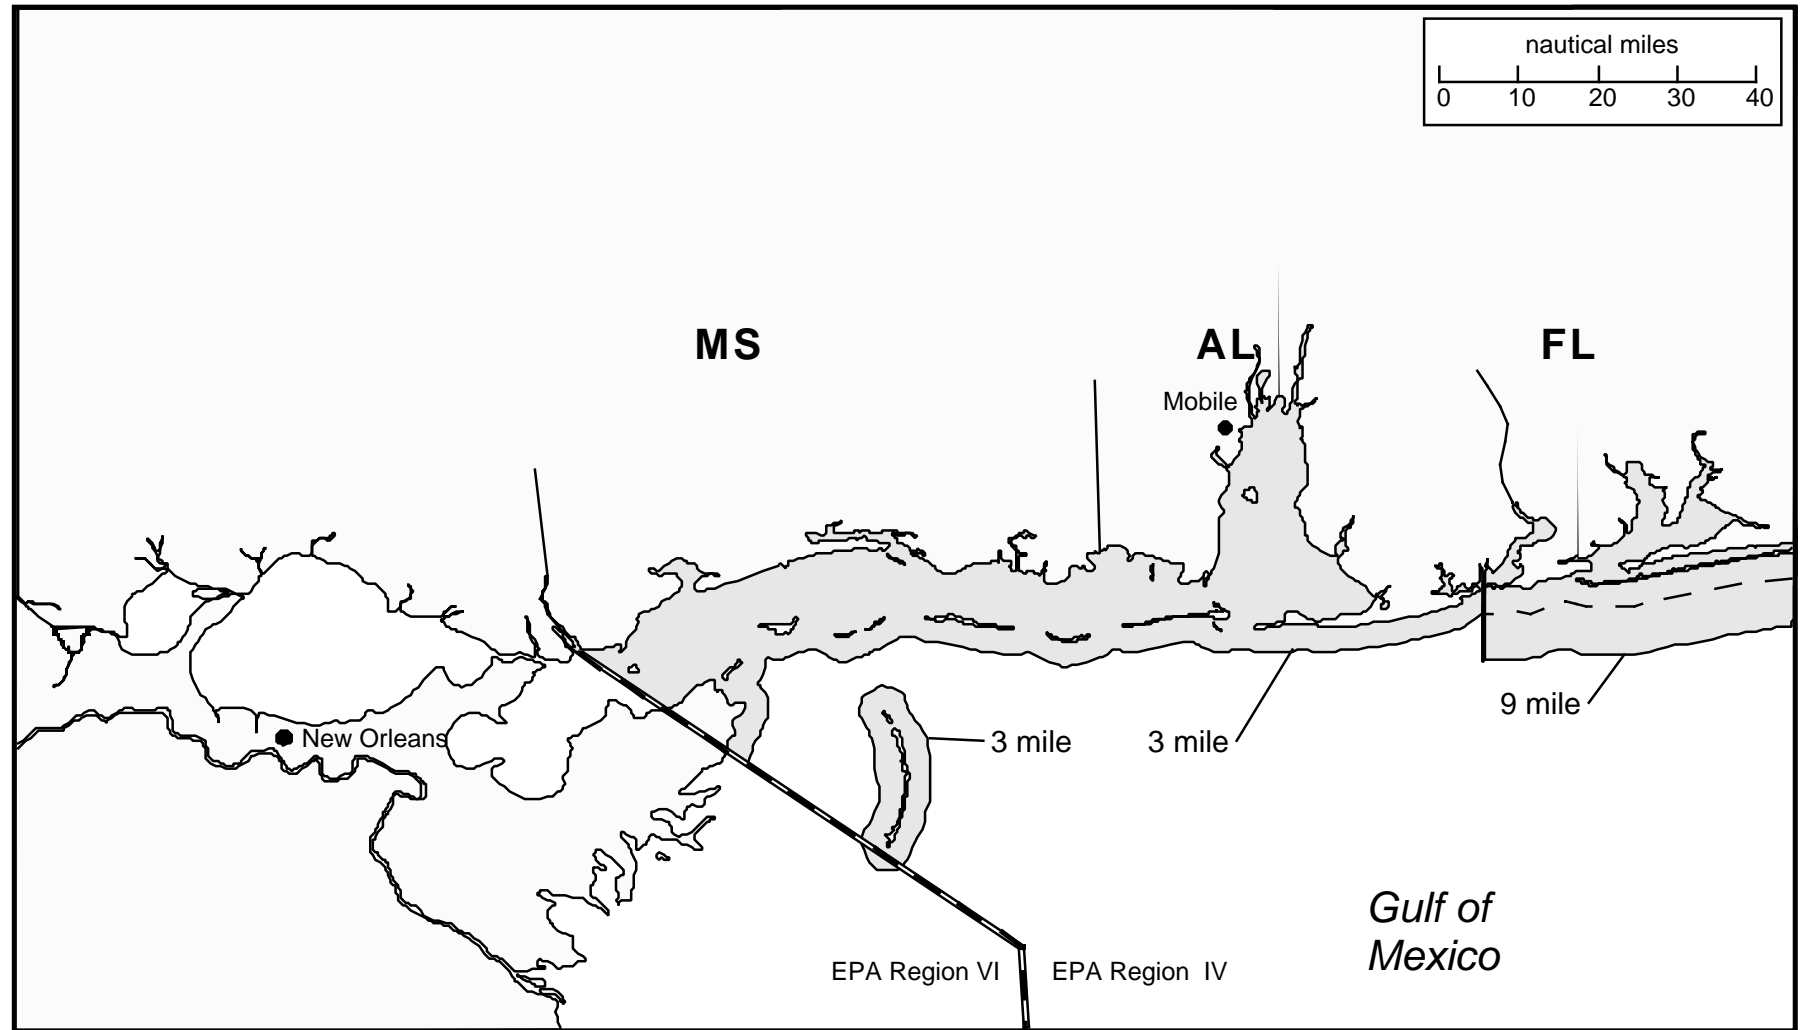 nautical miles
0 10 20 30 40
MS AL FL
Mobile
9 mile
New Orleans
3 mile
3 mile
Gulf of
Mexico
EPA Region VI
EPA Region IV